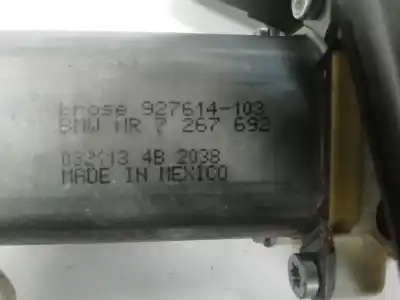 brose 927614-103
BMW NR 7 267 692
032113 4B 2038
MADE IN MEXICO